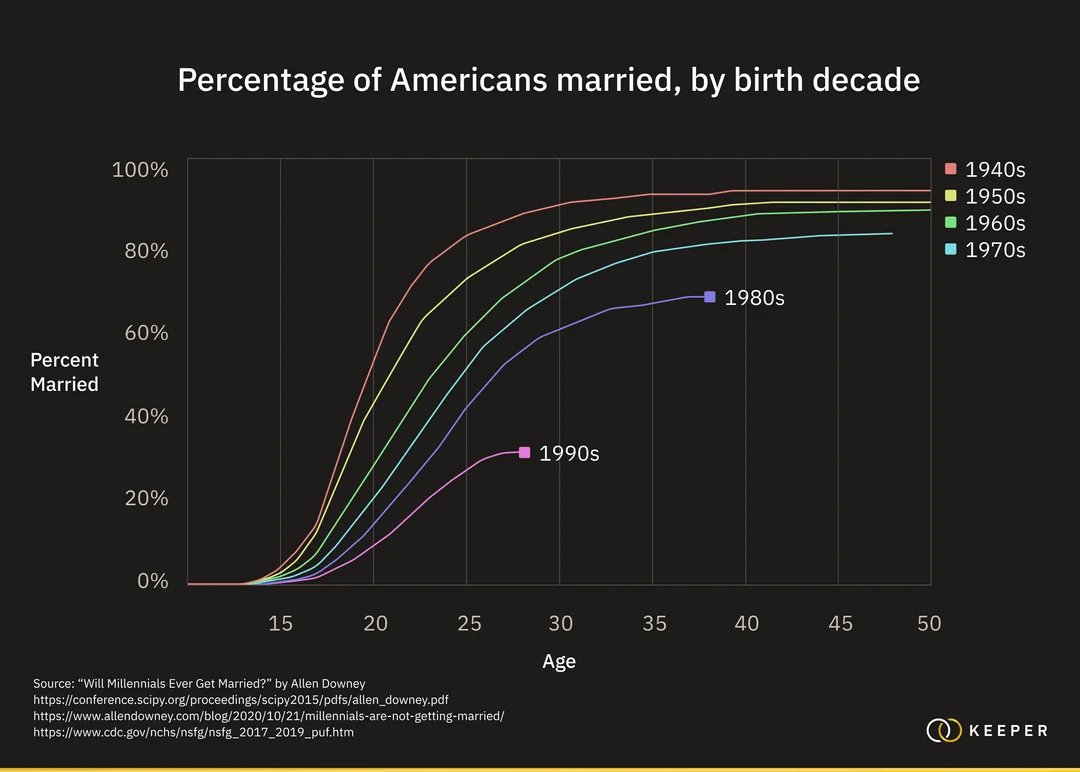 Percentage of Americans married, by birth decade
100%
80%
60%
40%
20%
0%
Percent
Married
1940s
1950s
1960s
1970s
1980s
1990s
15 20 25 30 35 40 45 50
Age
Source: “Will Millennials Ever Get Married?” by Allen Downey
https://conference.scipy.org/proceedings/scipy2015/pdfs/allen_downey.pdf
https://www.allendowney.com/blog/2020/10/21/millennials-are-not-getting-married/
https://www.cdc.gov/nchs/nsfg/nsfg_2017_2019_puf.htm
KEEPER